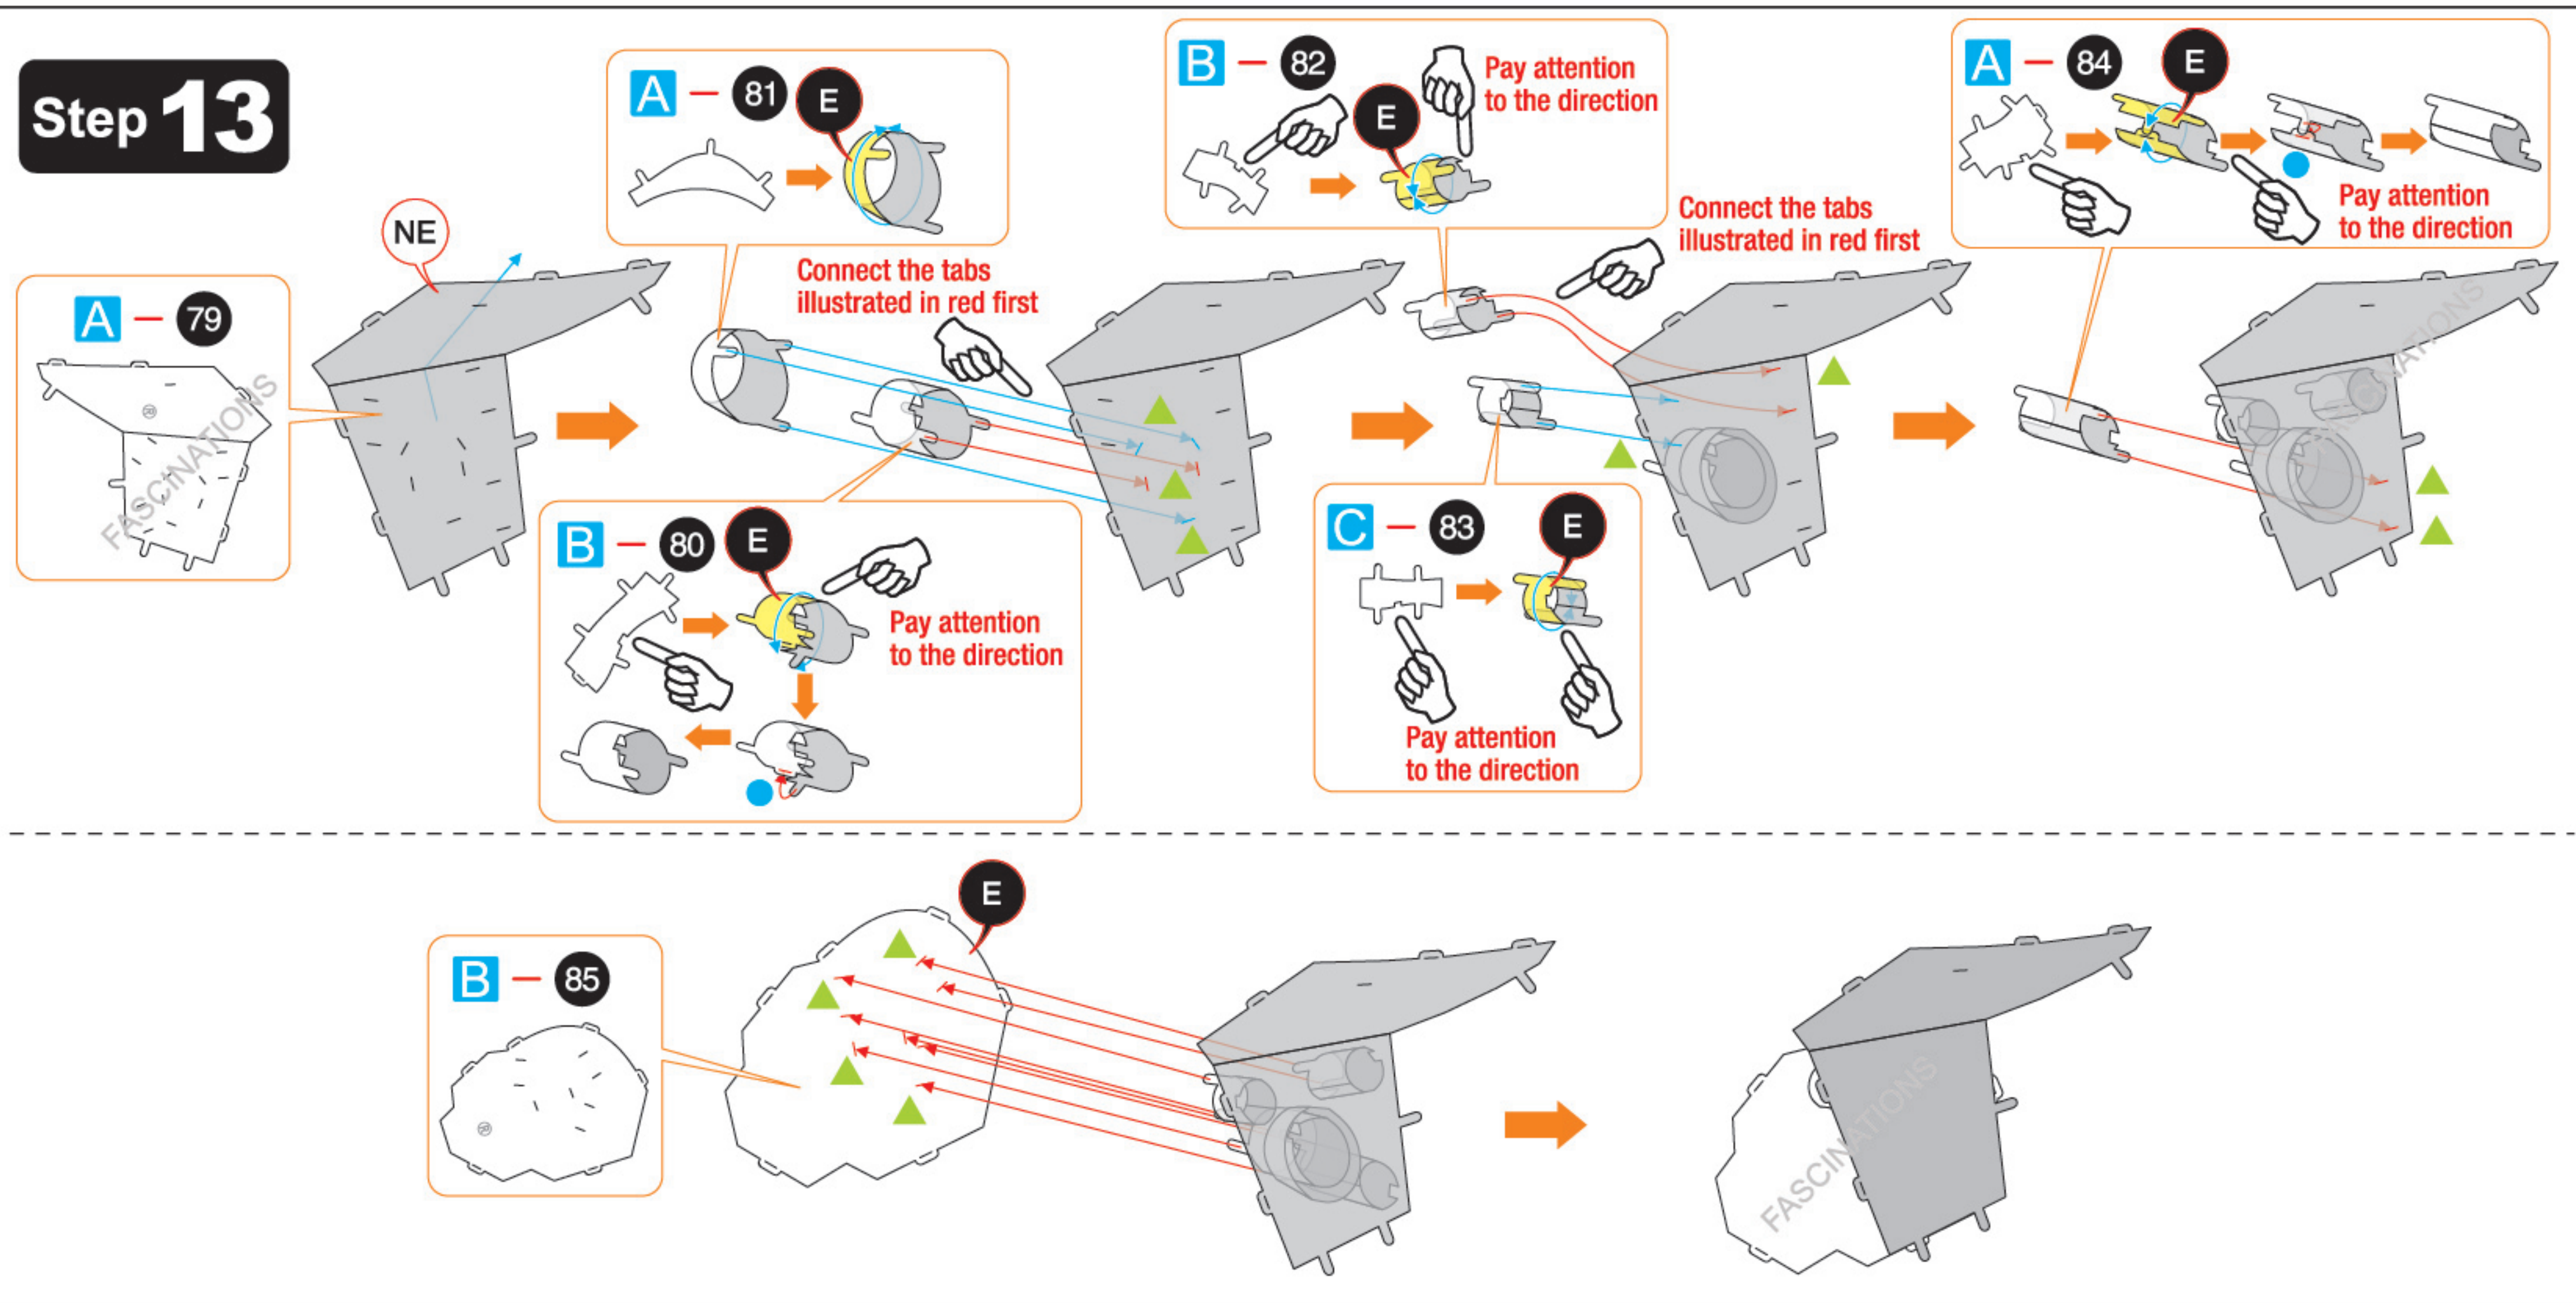 Step 13
A – 79
NE
FASCINATIONS
A – 81
E
Connect the tabs
illustrated in red first
B – 80
E
Pay attention
to the direction
B – 82
E
Pay attention
to the direction
Connect the tabs
illustrated in red first
C – 83
E
Pay attention
to the direction
A – 84
E
Pay attention
to the direction
FASCINATIONS
B – 85
E
FASCINATIONS